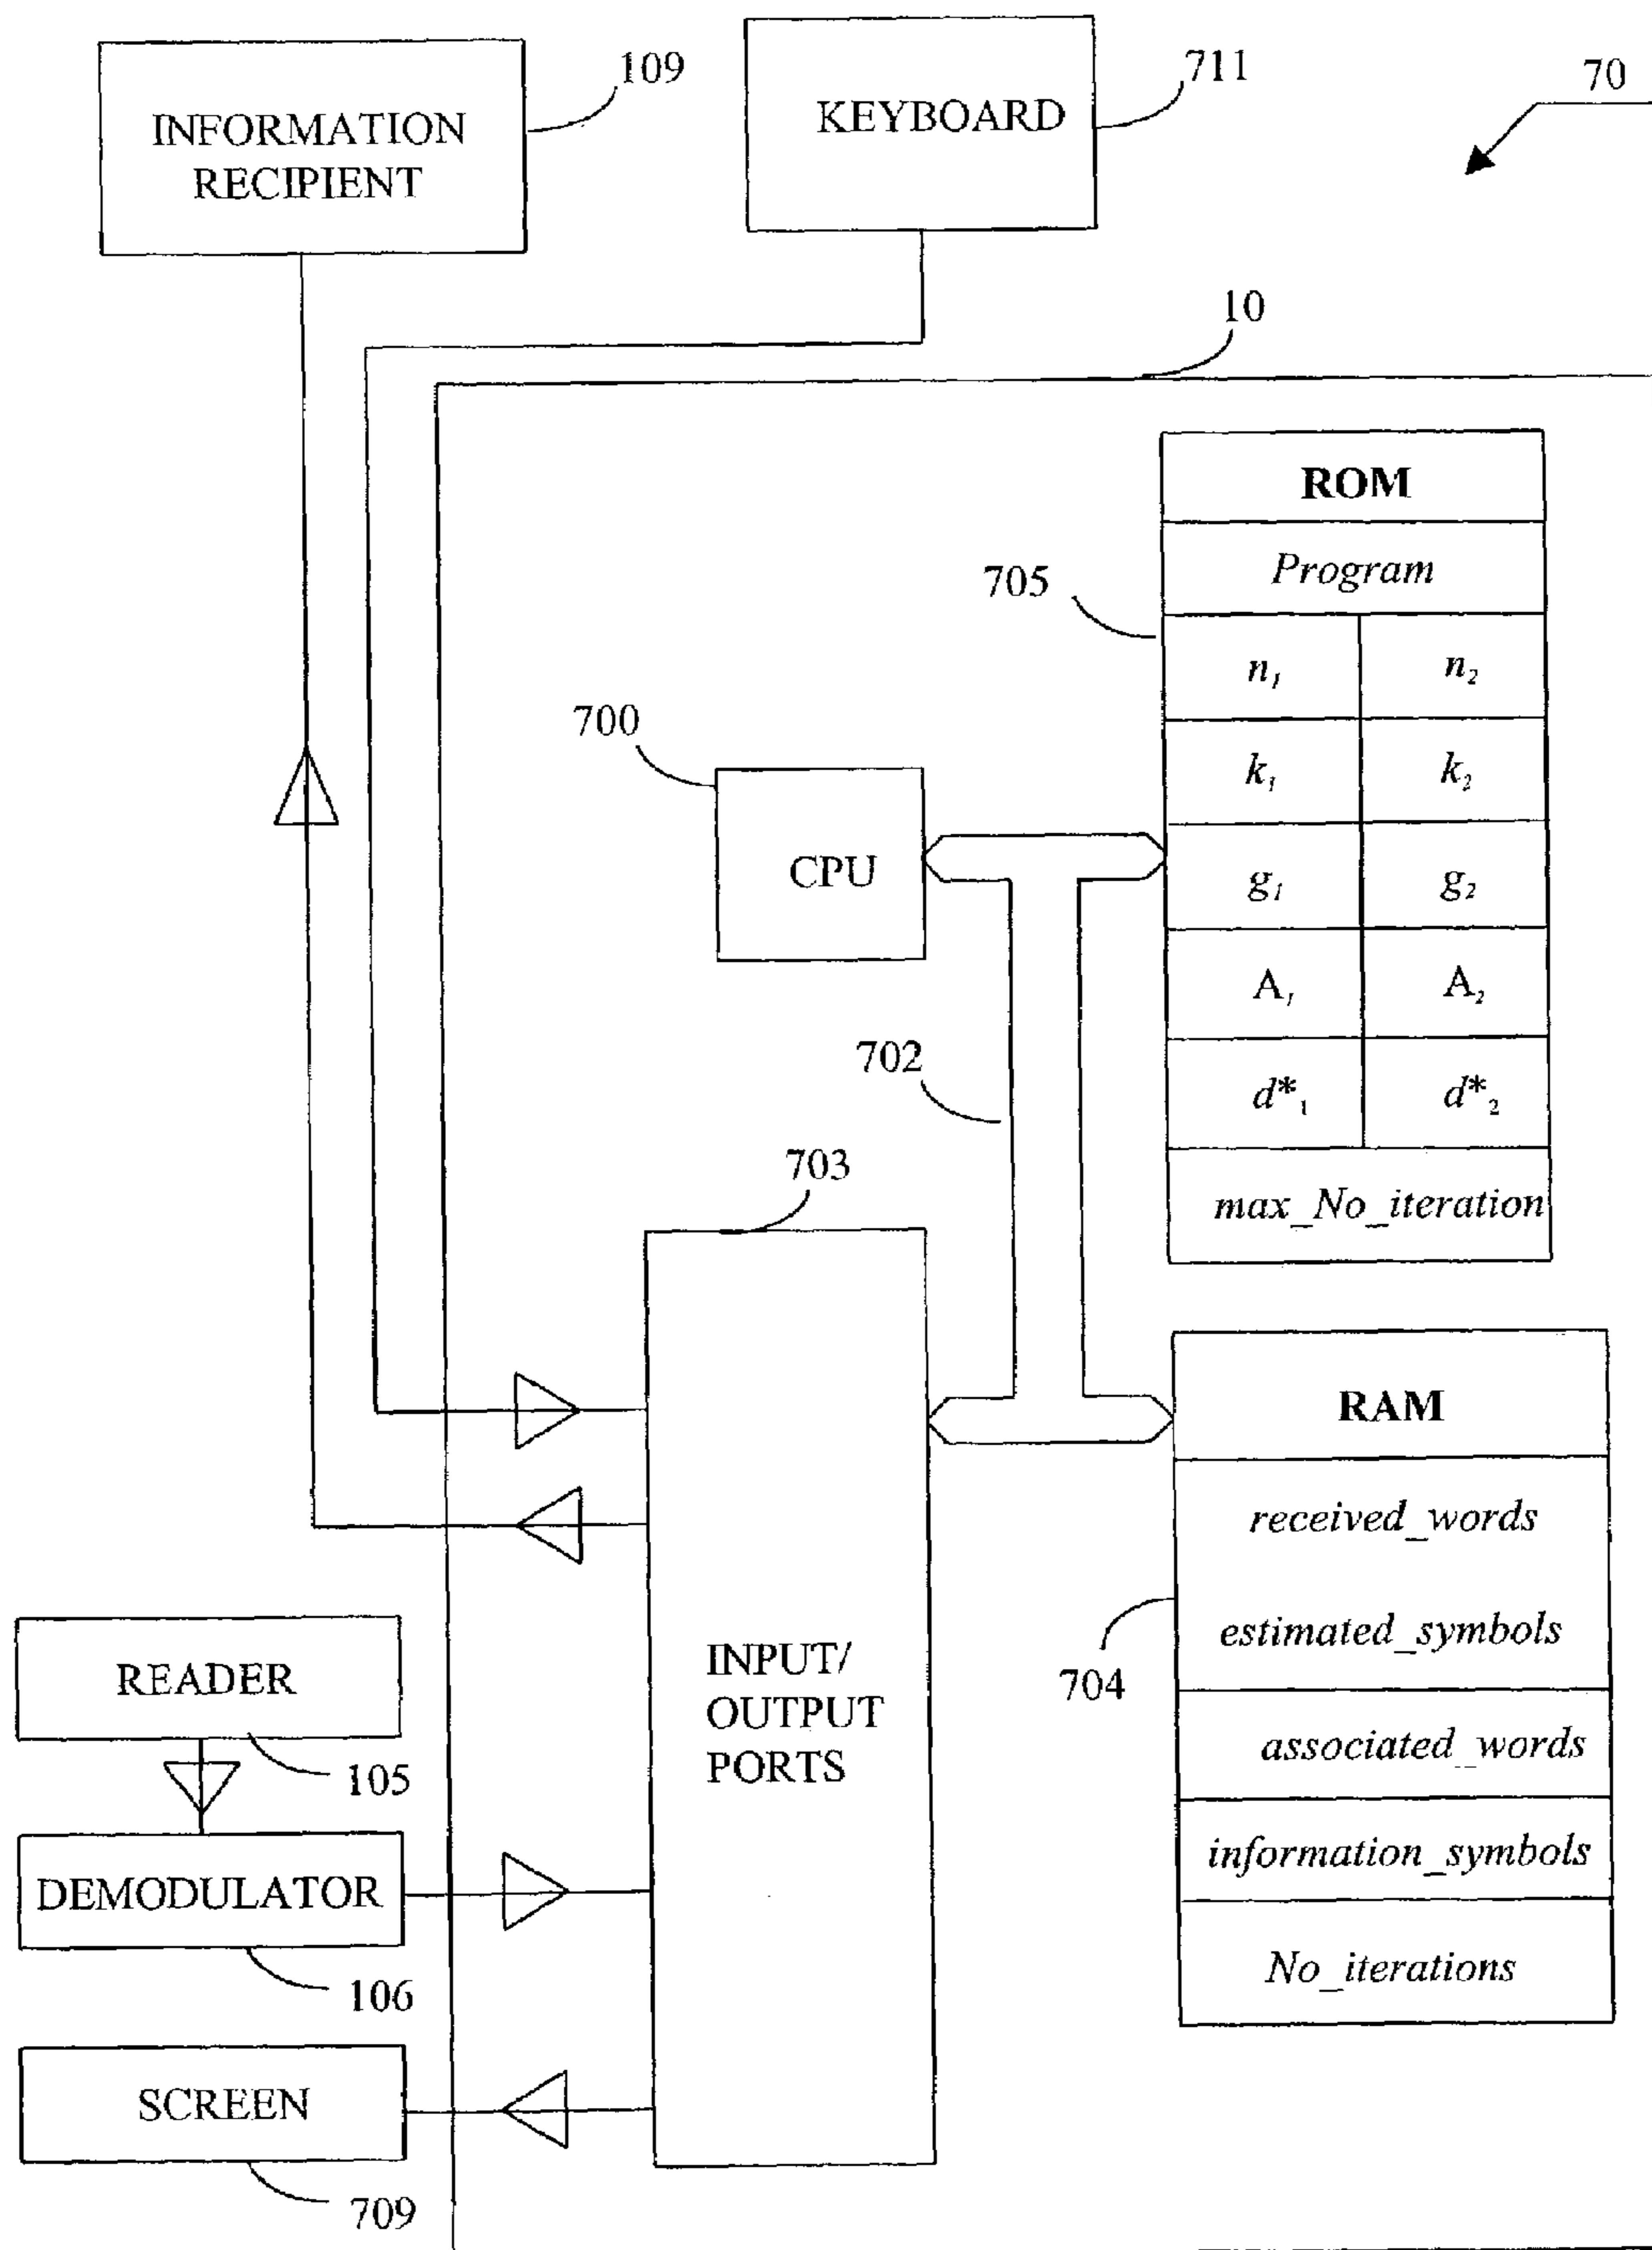 109
711
70
INFORMATION
RECIPIENT
KEYBOARD
10
ROM
Program
705
n₁ n₂
k₁ k₂
g₁ g₂
A₁ A₂
d*₁ d*₂
max_No_iteration
700
CPU
702
703
INPUT/
OUTPUT
PORTS
RAM
received_words
estimated_symbols
704
associated_words
information_symbols
No_iterations
READER
105
DEMODULATOR
106
SCREEN
709